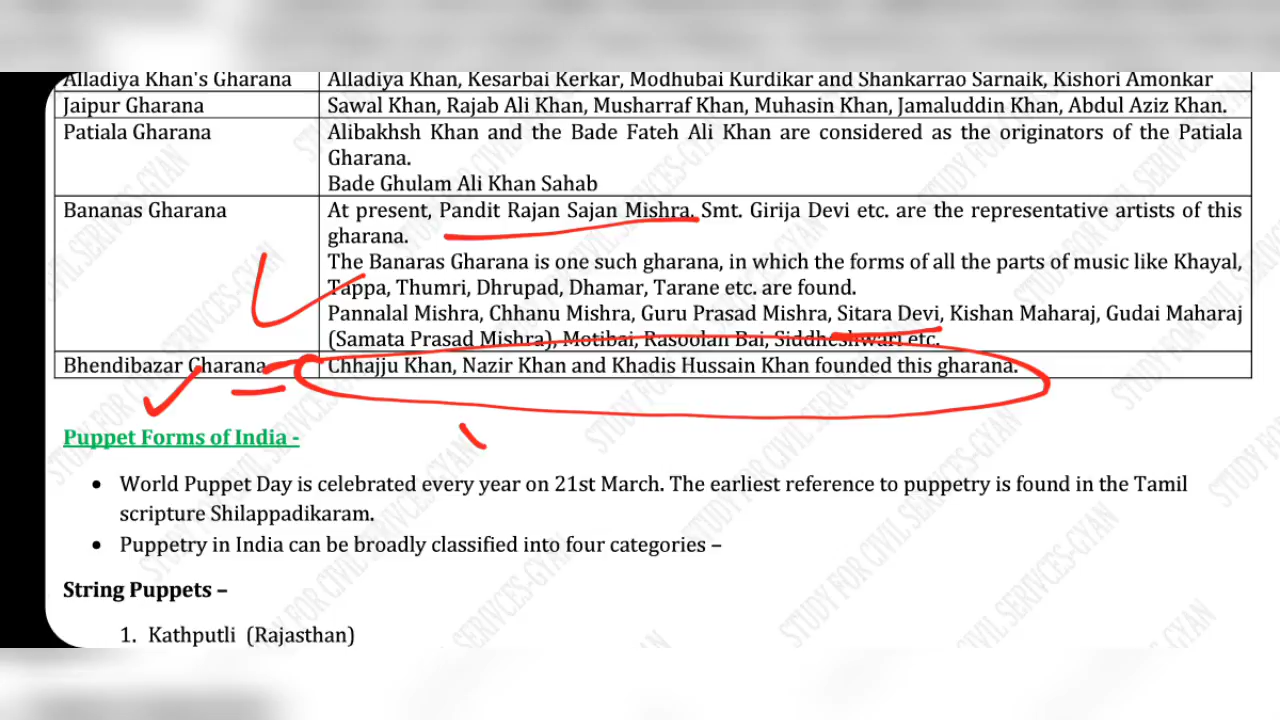 Alladiya Khan's Gharana Alladiya Khan, Kesarbai Kerkar, Modhubai Kurdikar and Shankarrao Sarnaik, Kishori Amonkar
Jaipur Gharana Sawal Khan, Rajab Ali Khan, Musharraf Khan, Muhasin Khan, Jamaluddin Khan, Abdul Aziz Khan.
Patiala Gharana Alibakhsh Khan and the Bade Fateh Ali Khan are considered as the originators of the Patiala
Gharana.
Bade Ghulam Ali Khan Sahab
Bananas Gharana At present, Pandit Rajan Sajan Mishra. Smt. Girija Devi etc. are the representative artists of this
gharana.
The Banaras Gharana is one such gharana, in which the forms of all the parts of music like Khayal,
Tappa, Thumri, Dhrupad, Dhamar, Tarane etc. are found.
Pannalal Mishra, Chhanu Mishra, Guru Prasad Mishra, Sitara Devi, Kishan Maharaj, Gudai Maharaj
(Samata Prasad Mishra), Motibai, Rasoolan Bai, Siddheshwari etc.
Bhendibazar Gharana Chhajju Khan, Nazir Khan and Khadis Hussain Khan founded this gharana.
Puppet Forms of India -
• World Puppet Day is celebrated every year on 21st March. The earliest reference to puppetry is found in the Tamil
scripture Shilappadikaram.
• Puppetry in India can be broadly classified into four categories –
String Puppets –
1. Kathputli (Rajasthan)
STUDY FOR CIVIL SERIVCES-GYAN